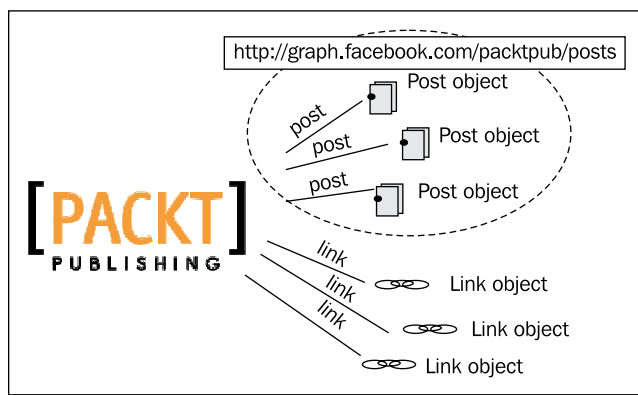 http://graph.facebook.com/packtpub/posts
Post object
post
Post object
post
Post object
post
[PACKT]
PUBLISHING
link
Link object
link
Link object
link
Link object